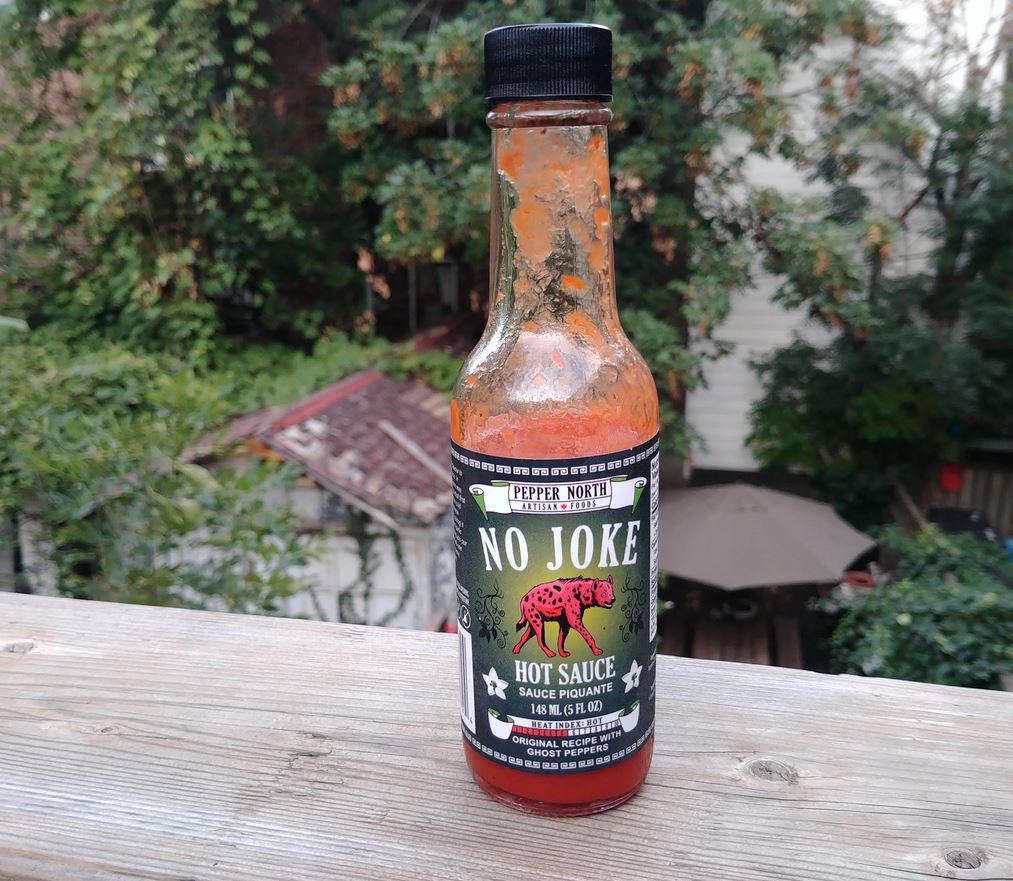 PEPPER NORTH
ARTISAN FOODS
NO JOKE
HOT SAUCE
SAUCE PIQUANTE
148 ML (5 FL OZ)
HEAT INDEX: HOT
ORIGINAL RECIPE WITH
GHOST PEPPERS